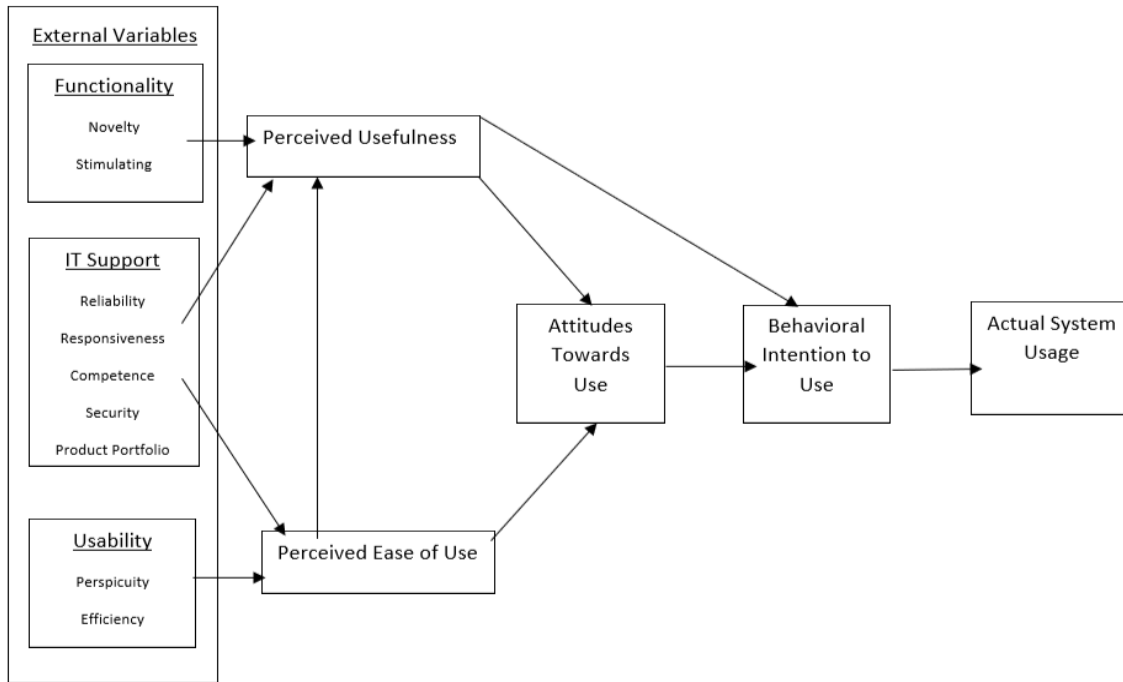 External Variables
Functionality
Novelty
Stimulating
IT Support
Reliability
Responsiveness
Competence
Security
Product Portfolio
Usability
Perspicuity
Efficiency
Perceived Usefulness
Perceived Ease of Use
Attitudes
Towards
Use
Behavioral
Intention to
Use
Actual System
Usage